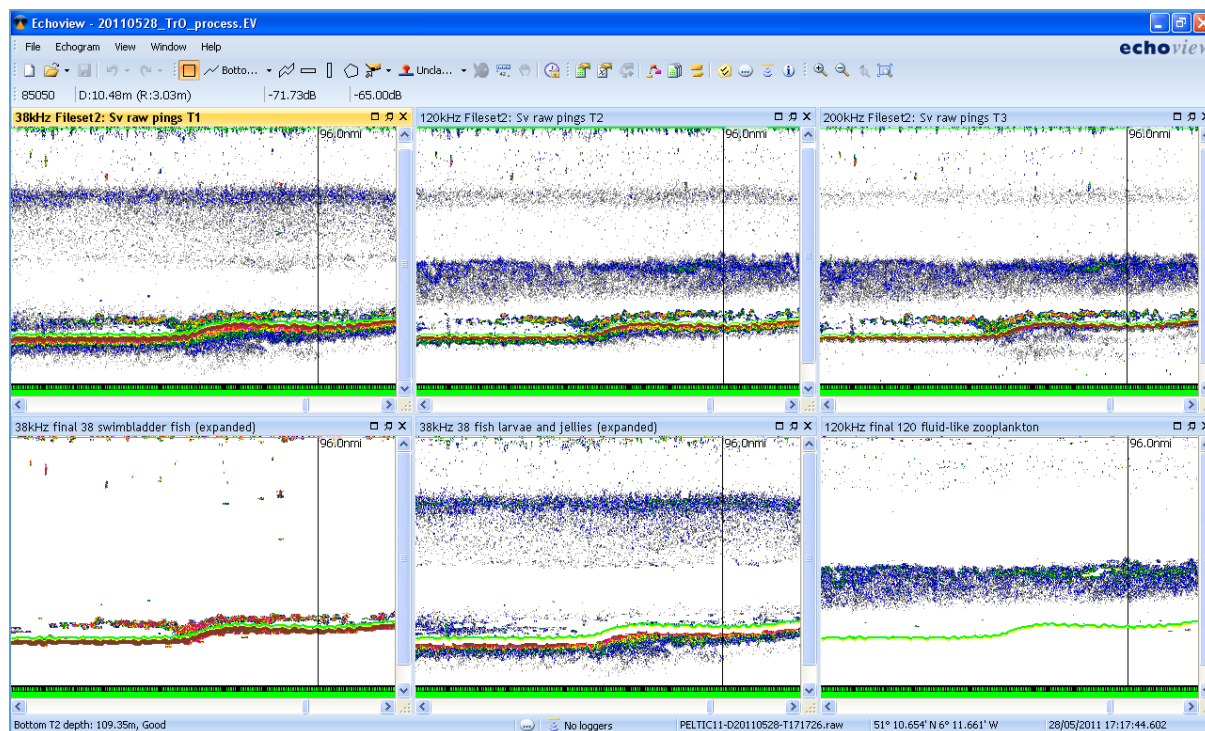 Echoview - 20110528_TrO_process.EV
File Echogram View Window Help
echoview
Botto... Uncla...
85050 D:10.48m (R:3.03m) -71.73dB -65.00dB
38kHz Fileset2: Sv raw pings T1
120kHz Fileset2: Sv raw pings T2
200kHz Fileset2: Sv raw pings T3
96.0nmi
96.0nmi
96.0nmi
38kHz final 38 swimbladder fish (expanded)
38kHz 38 fish larvae and jellies (expanded)
120kHz final 120 fluid-like zooplankton
96.0nmi
96.0nmi
96.0nmi
Bottom T2 depth: 109.35m, Good No loggers PELTIC11-D20110528-T171726.raw 51° 10.654' N 6° 11.661' W 28/05/2011 17:17:44.602